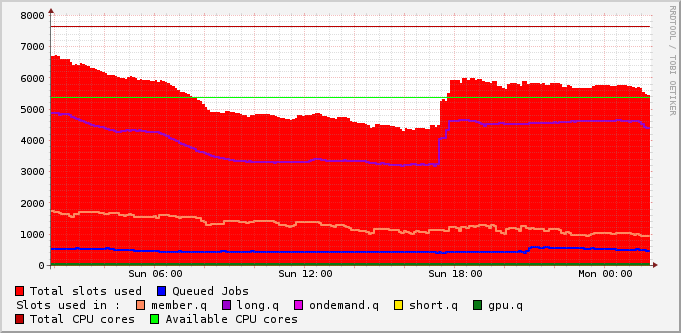 RRDTOOL / TOBI OETIKER
8000
7000
6000
5000
4000
3000
2000
1000
0
Sun 06:00 Sun 12:00 Sun 18:00 Mon 00:00
Total slots used Queued Jobs
Slots used in : member.q long.q ondemand.q short.q gpu.q
Total CPU cores Available CPU cores